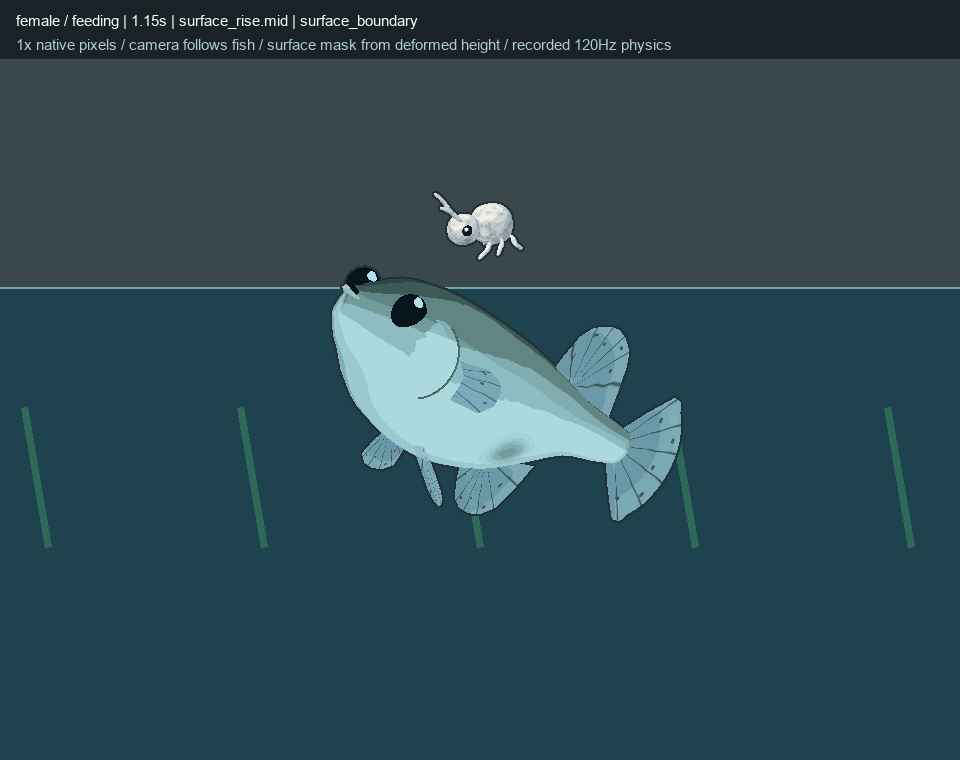 female / feeding | 1.15s | surface_rise.mid | surface_boundary
1x native pixels / camera follows fish / surface mask from deformed height / recorded 120Hz physics